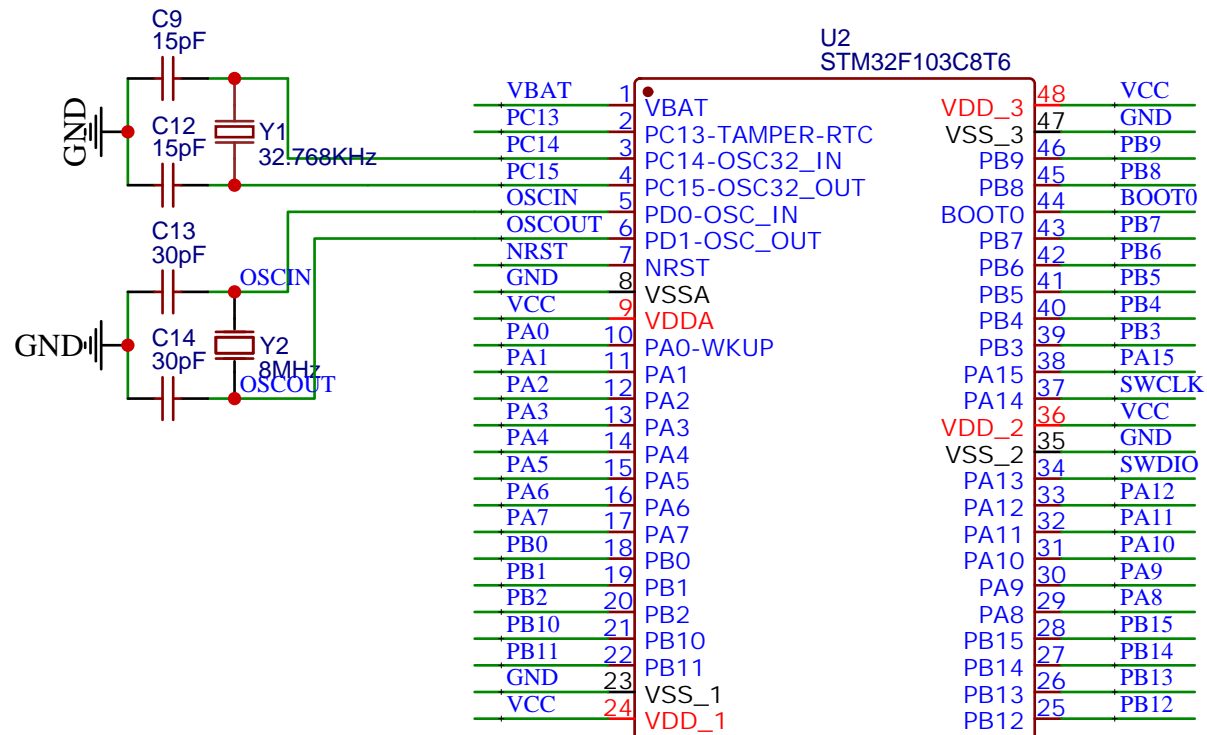 C9
15pF
GND
C12
15pF
Y1
32.768KHz
C13
30pF
OSCIN
GND
C14
30pF
Y2
8MHz
OSCOUT
U2
STM32F103C8T6
VBAT 1 VBAT
PC13 2 PC13-TAMPER-RTC
PC14 3 PC14-OSC32_IN
PC15 4 PC15-OSC32_OUT
OSCIN 5 PD0-OSC_IN
OSCOUT 6 PD1-OSC_OUT
NRST 7 NRST
GND 8 VSSA
VCC 9 VDDA
PA0 10 PA0-WKUP
PA1 11 PA1
PA2 12 PA2
PA3 13 PA3
PA4 14 PA4
PA5 15 PA5
PA6 16 PA6
PA7 17 PA7
PB0 18 PB0
PB1 19 PB1
PB2 20 PB2
PB10 21 PB10
PB11 22 PB11
GND 23 VSS_1
VCC 24 VDD_1
VDD_3 48 VCC
VSS_3 47 GND
PB9 46 PB9
PB8 45 PB8
BOOT0 44 BOOT0
PB7 43 PB7
PB6 42 PB6
PB5 41 PB5
PB4 40 PB4
PB3 39 PB3
PA15 38 PA15
PA14 37 SWCLK
VDD_2 36 VCC
VSS_2 35 GND
PA13 34 SWDIO
PA12 33 PA12
PA11 32 PA11
PA10 31 PA10
PA9 30 PA9
PA8 29 PA8
PB15 28 PB15
PB14 27 PB14
PB13 26 PB13
PB12 25 PB12